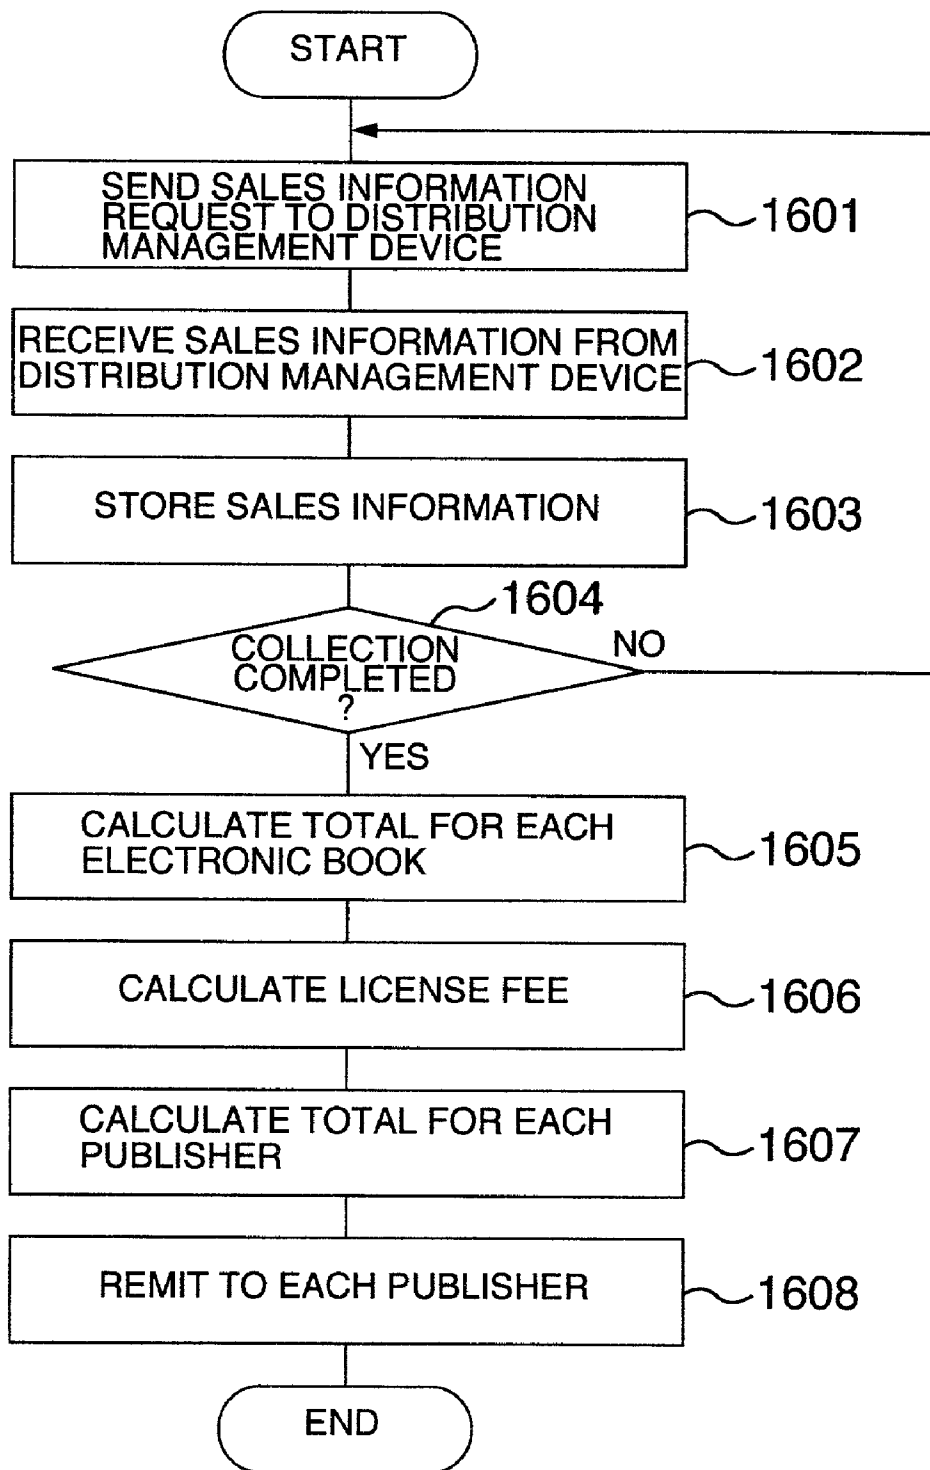 START
SEND SALES INFORMATION
REQUEST TO DISTRIBUTION
MANAGEMENT DEVICE
1601
RECEIVE SALES INFORMATION FROM
DISTRIBUTION MANAGEMENT DEVICE
1602
STORE SALES INFORMATION
1603
1604
COLLECTION
COMPLETED
?
NO
YES
CALCULATE TOTAL FOR EACH
ELECTRONIC BOOK
1605
CALCULATE LICENSE FEE
1606
CALCULATE TOTAL FOR EACH
PUBLISHER
1607
REMIT TO EACH PUBLISHER
1608
END